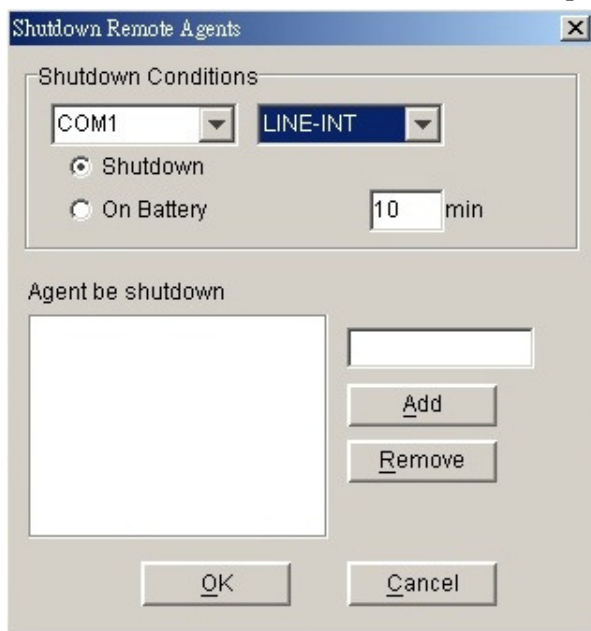 Shutdown Remote Agents
Shutdown Conditions
COM1 LINE-INT
Shutdown
On Battery 10 min
Agent be shutdown
Add
Remove
OK Cancel